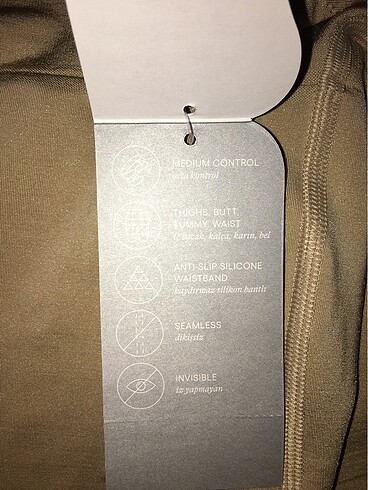 MEDIUM CONTROL
orta kontrol
THIGHS, BUTT,
TUMMY, WAIST
bacak, kalça, karın, bel
ANTI-SLIP SILICONE
WAISTBAND
kaydırmaz silikon bantlı
SEAMLESS
dikişsiz
INVISIBLE
iz yapmayan